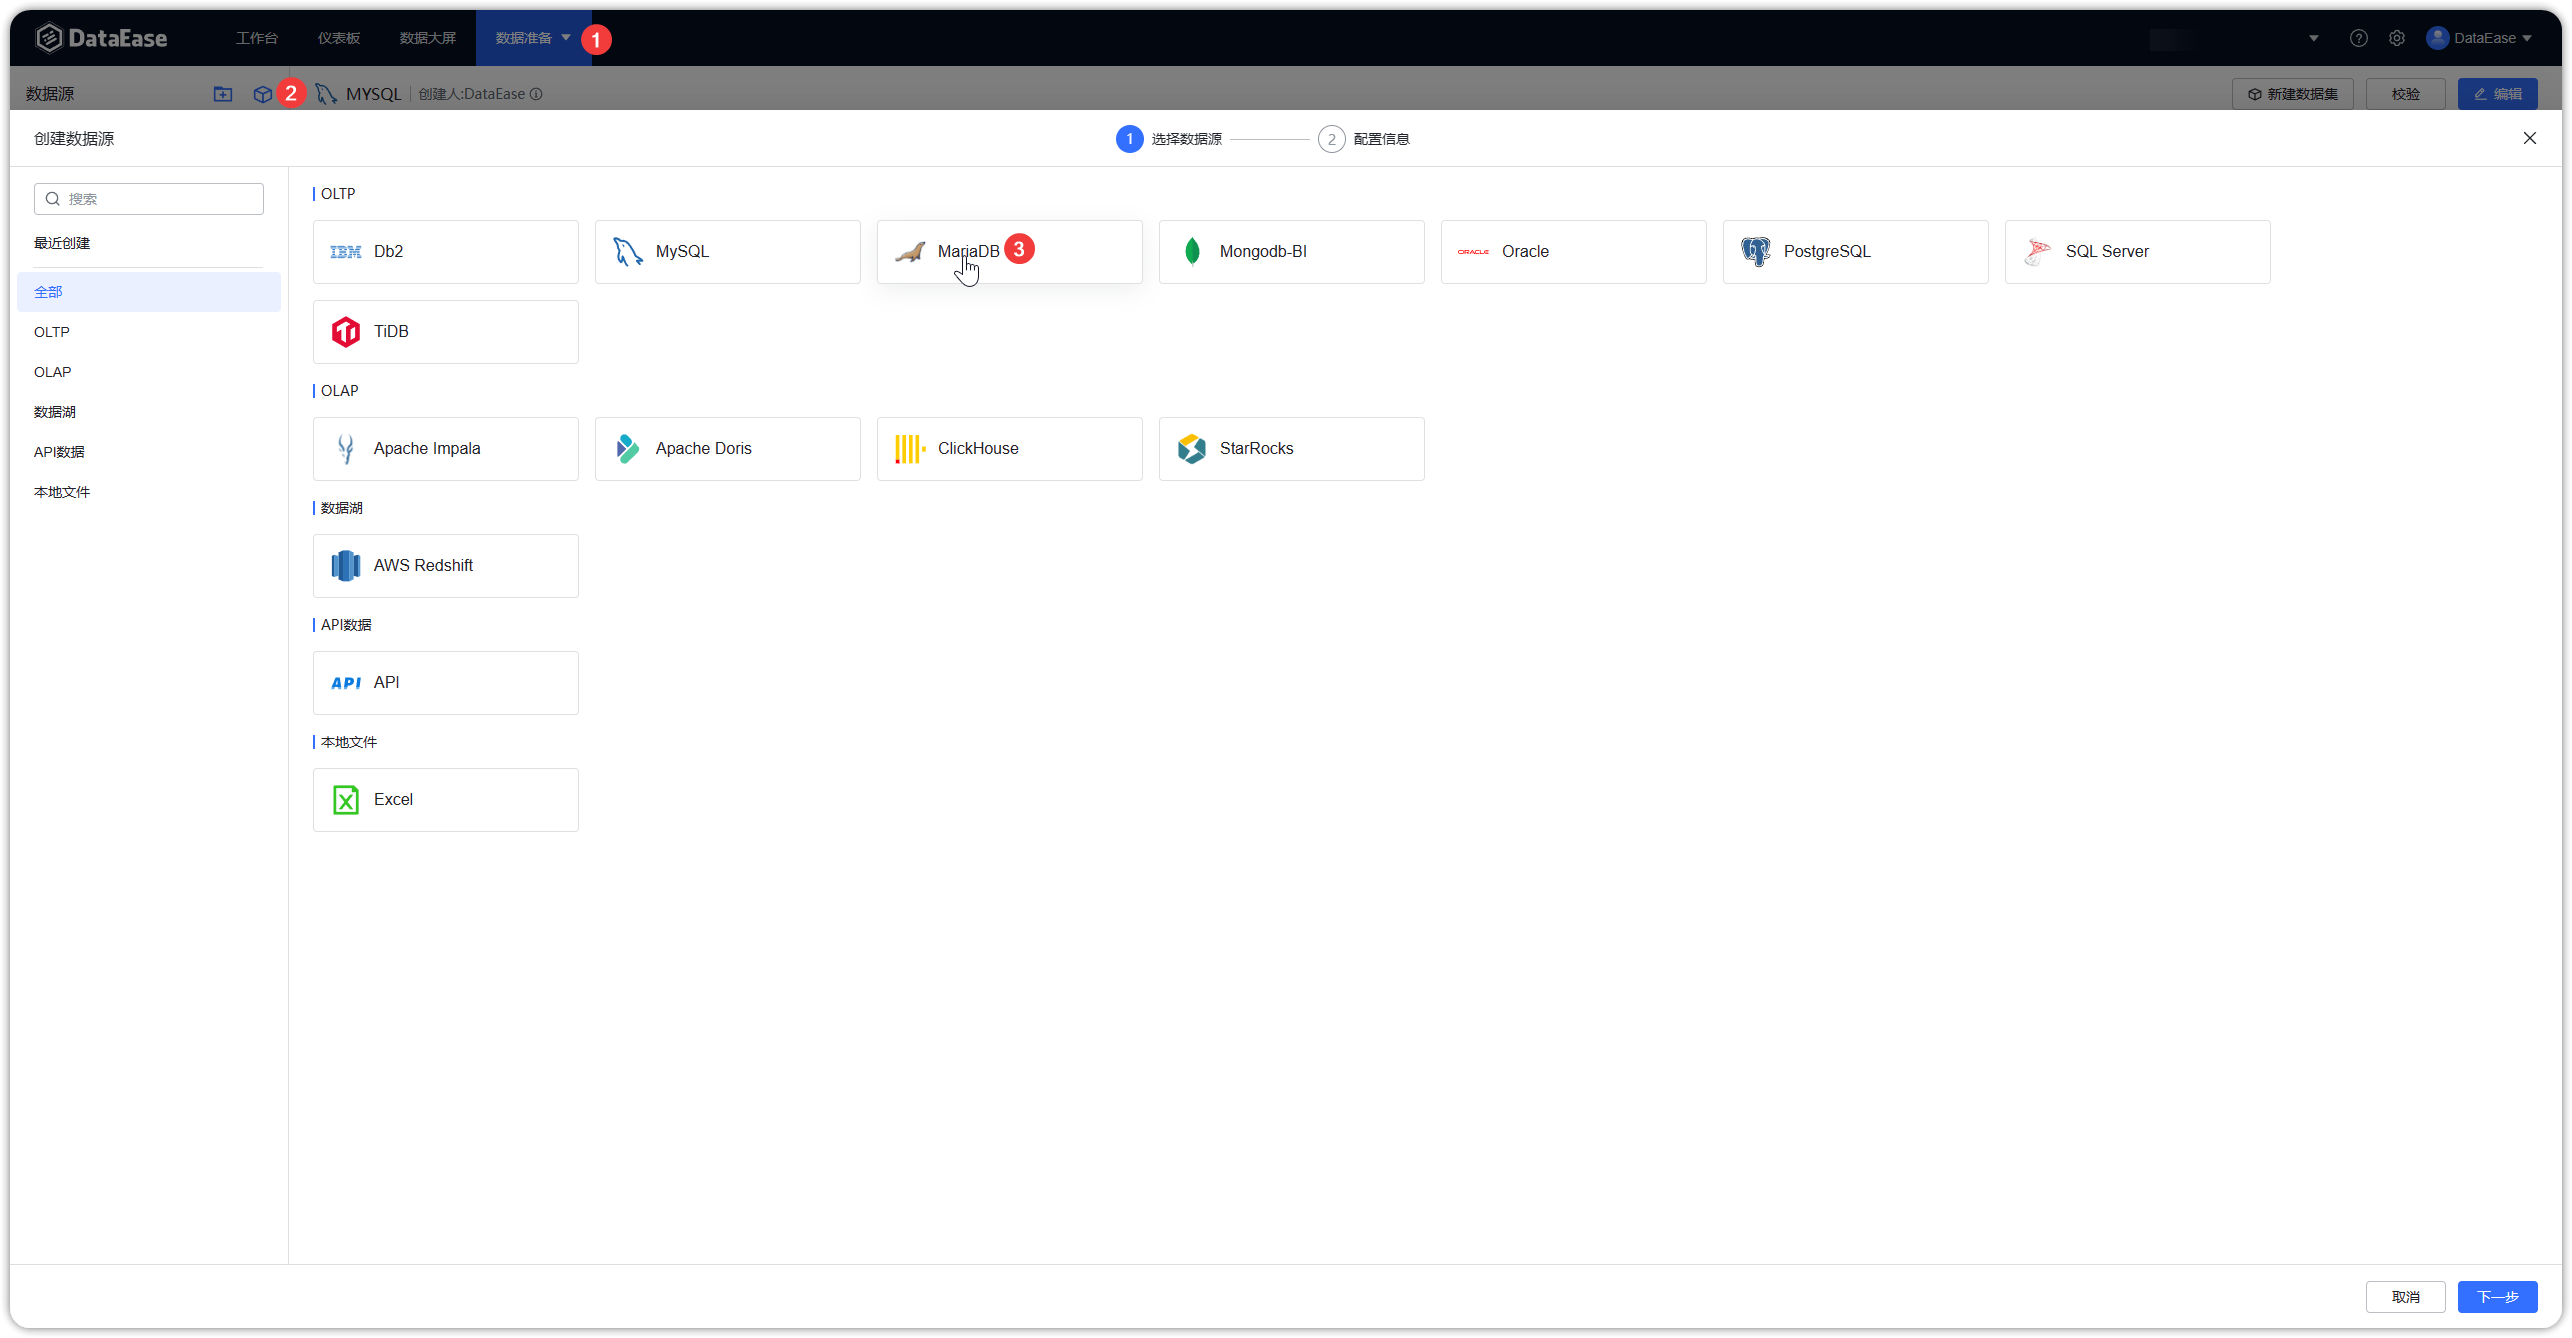 DataEase 工作台 仪表板 数据大屏 数据准备 1 DataEase
数据源 2 MYSQL 创建人:DataEase 新建数据集 校验 编辑
创建数据源 1 选择数据源 2 配置信息
搜索
最近创建
全部
OLTP
OLAP
数据湖
API数据
本地文件
OLTP
IBM Db2 MySQL MariaDB 3 Mongodb-BI ORACLE Oracle PostgreSQL SQL Server
TiDB
OLAP
Apache Impala Apache Doris ClickHouse StarRocks
数据湖
AWS Redshift
API数据
API API
本地文件
Excel
取消 下一步